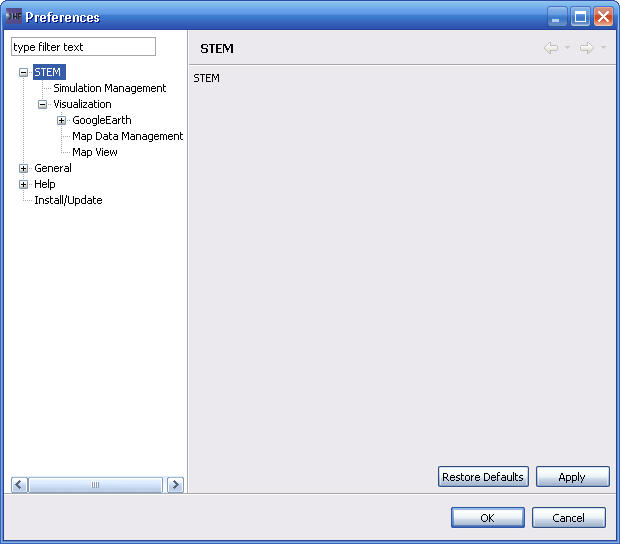 Preferences
type filter text
STEM
Simulation Management
Visualization
GoogleEarth
Map Data Management
Map View
General
Help
Install/Update
STEM
STEM
Restore Defaults
Apply
OK
Cancel